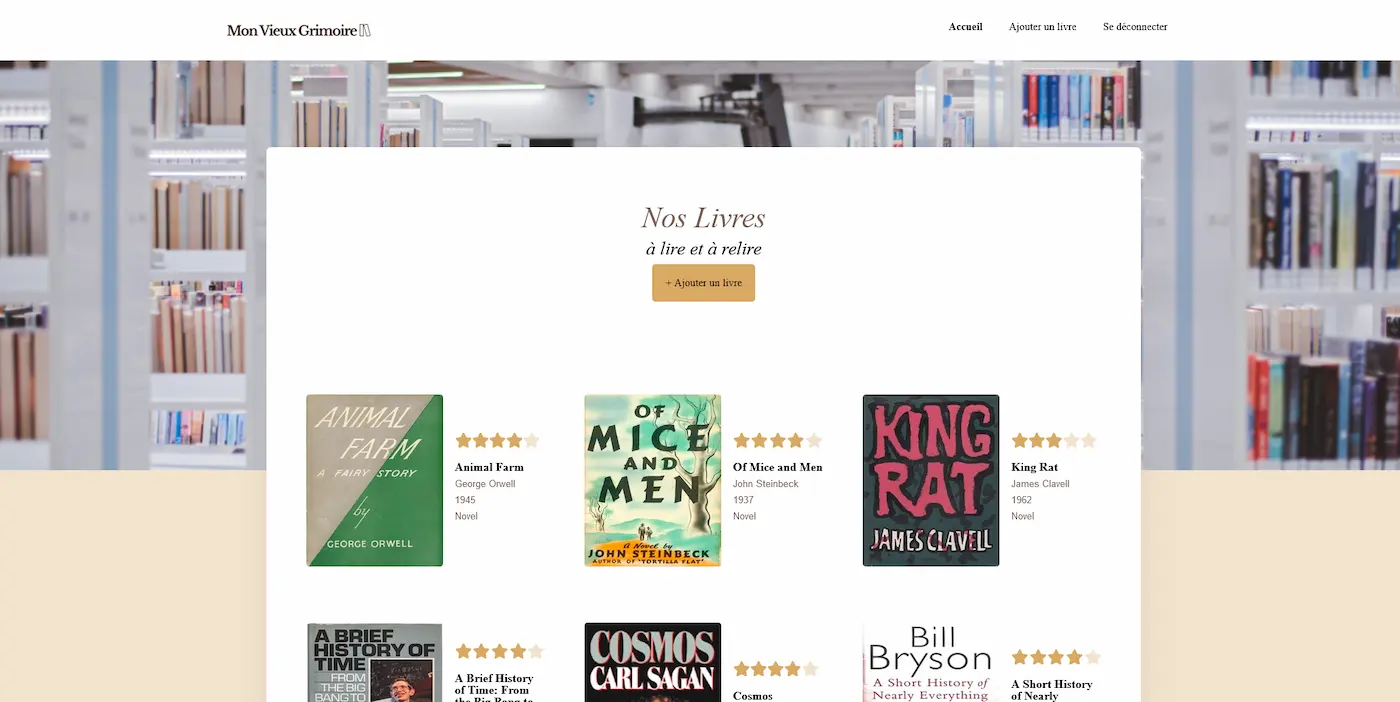 Mon Vieux Grimoire
Accueil
Ajouter un livre
Se déconnecter
Nos Livres
à lire et à relire
+ Ajouter un livre
ANIMAL
FARM
A FAIRY STORY
by
GEORGE ORWELL
Animal Farm
George Orwell
1945
Novel
OF
MICE
AND
MEN
a Novel by
JOHN STEINBECK
AUTHOR OF "TORTILLA FLAT"
Of Mice and Men
John Steinbeck
1937
Novel
KING
RAT
JAMES CLAVELL
King Rat
James Clavell
1962
Novel
A BRIEF
HISTORY OF
TIME
FROM
THE BIG
BANG TO
A Brief History
of Time: From
the Big Bang to
COSMOS
CARL SAGAN
Cosmos
Bill
Bryson
A Short History of
Nearly Everything
A Short History
of Nearly